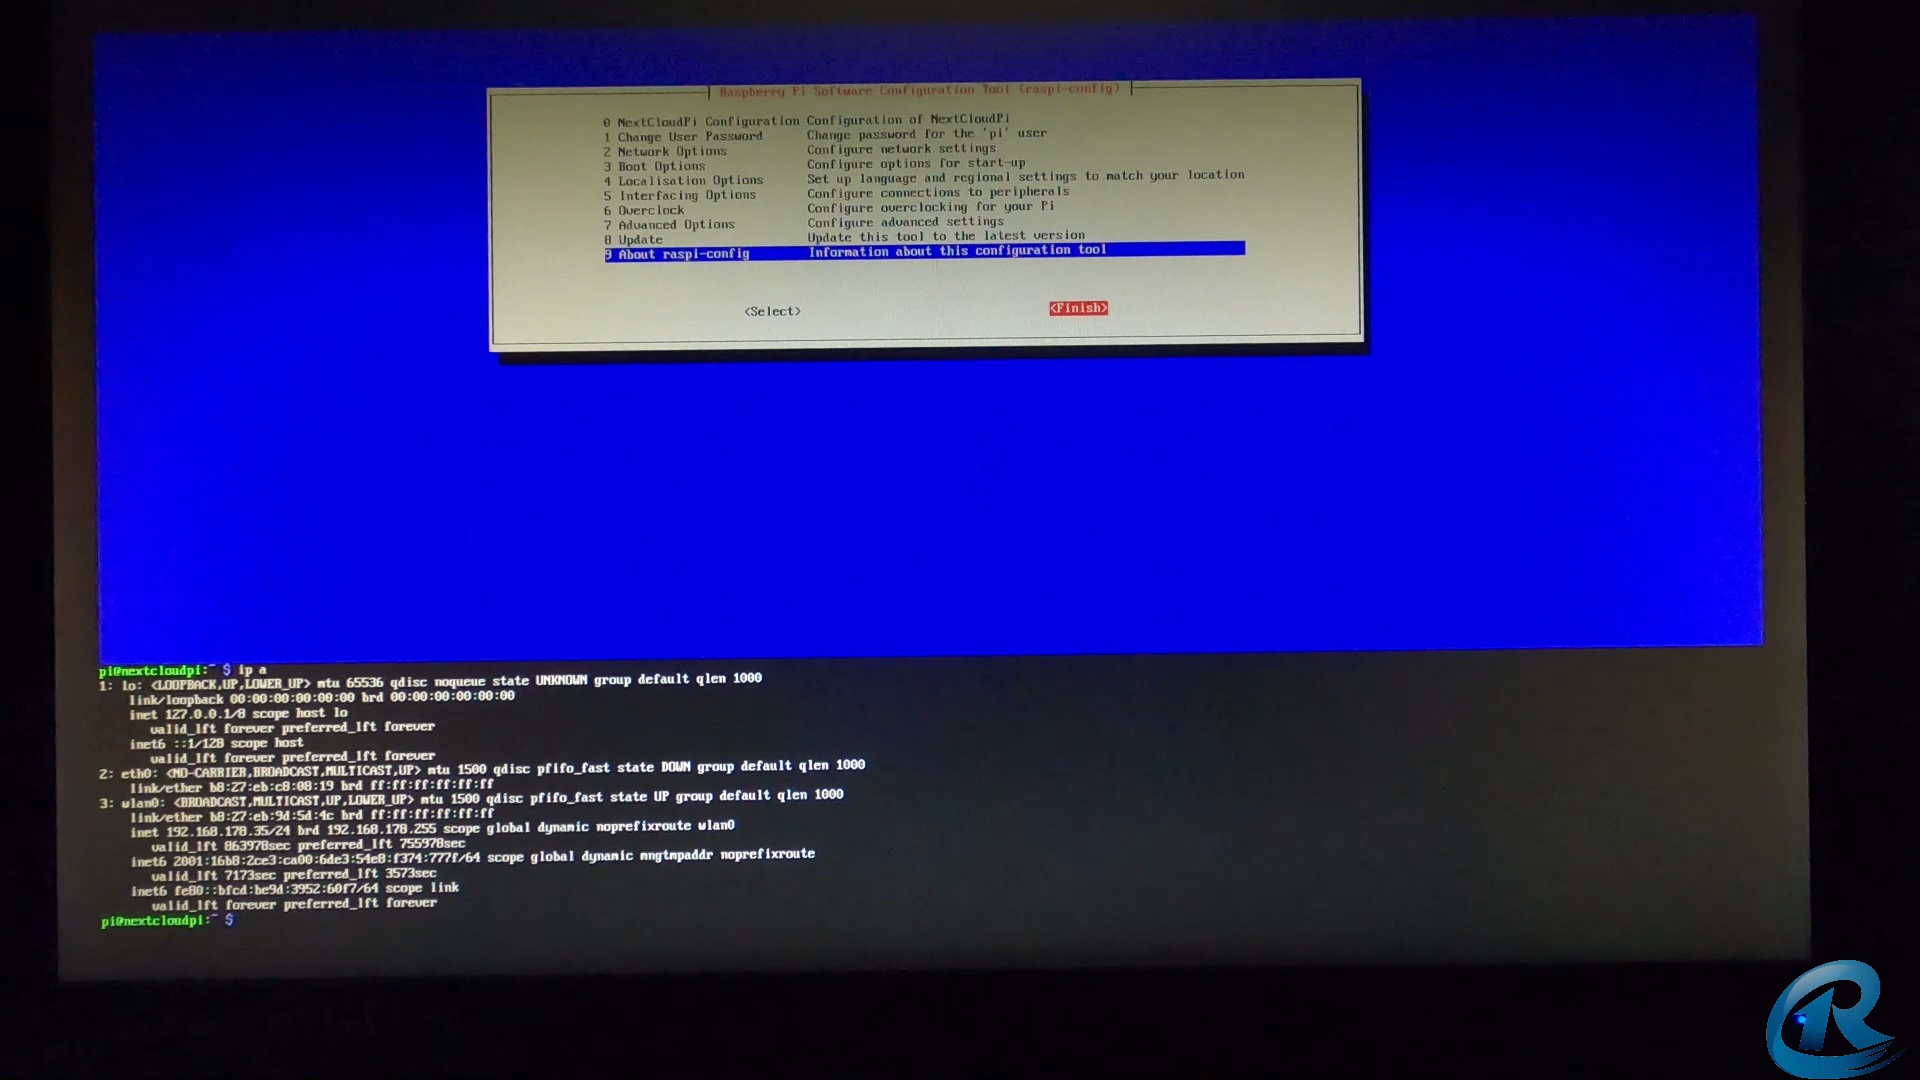 Raspberry Pi Software Configuration Tool (raspi-config)
0 NextCloudPi Configuration Configuration of NextCloudPi
1 Change User Password Change password for the 'pi' user
2 Network Options Configure network settings
3 Boot Options Configure options for start-up
4 Localisation Options Set up language and regional settings to match your location
5 Interfacing Options Configure connections to peripherals
6 Overclock Configure overclocking for your Pi
7 Advanced Options Configure advanced settings
8 Update Update this tool to the latest version
9 About raspi-config Information about this configuration tool
<Select> <Finish>
pi@nextcloudpi:~ $ ip a
1: lo: <LOOPBACK,UP,LOWER_UP> mtu 65536 qdisc noqueue state UNKNOWN group default qlen 1000
link/loopback 00:00:00:00:00:00 brd 00:00:00:00:00:00
inet 127.0.0.1/8 scope host lo
valid_lft forever preferred_lft forever
inet6 ::1/128 scope host
valid_lft forever preferred_lft forever
2: eth0: <NO-CARRIER,BROADCAST,MULTICAST,UP> mtu 1500 qdisc pfifo_fast state DOWN group default qlen 1000
link/ether b8:27:eb:c8:08:19 brd ff:ff:ff:ff:ff:ff
3: wlan0: <BROADCAST,MULTICAST,UP,LOWER_UP> mtu 1500 qdisc pfifo_fast state UP group default qlen 1000
link/ether b8:27:eb:9d:5d:4c brd ff:ff:ff:ff:ff:ff
inet 192.168.178.35/24 brd 192.168.178.255 scope global dynamic noprefixroute wlan0
valid_lft 863978sec preferred_lft 755978sec
inet6 2001:16b8:2ce3:ca00:6de3:54e8:f374:777f/64 scope global dynamic mngtmpaddr noprefixroute
valid_lft 7173sec preferred_lft 3573sec
inet6 fe80::bfcd:be9d:3952:60f7/64 scope link
valid_lft forever preferred_lft forever
pi@nextcloudpi:~ $